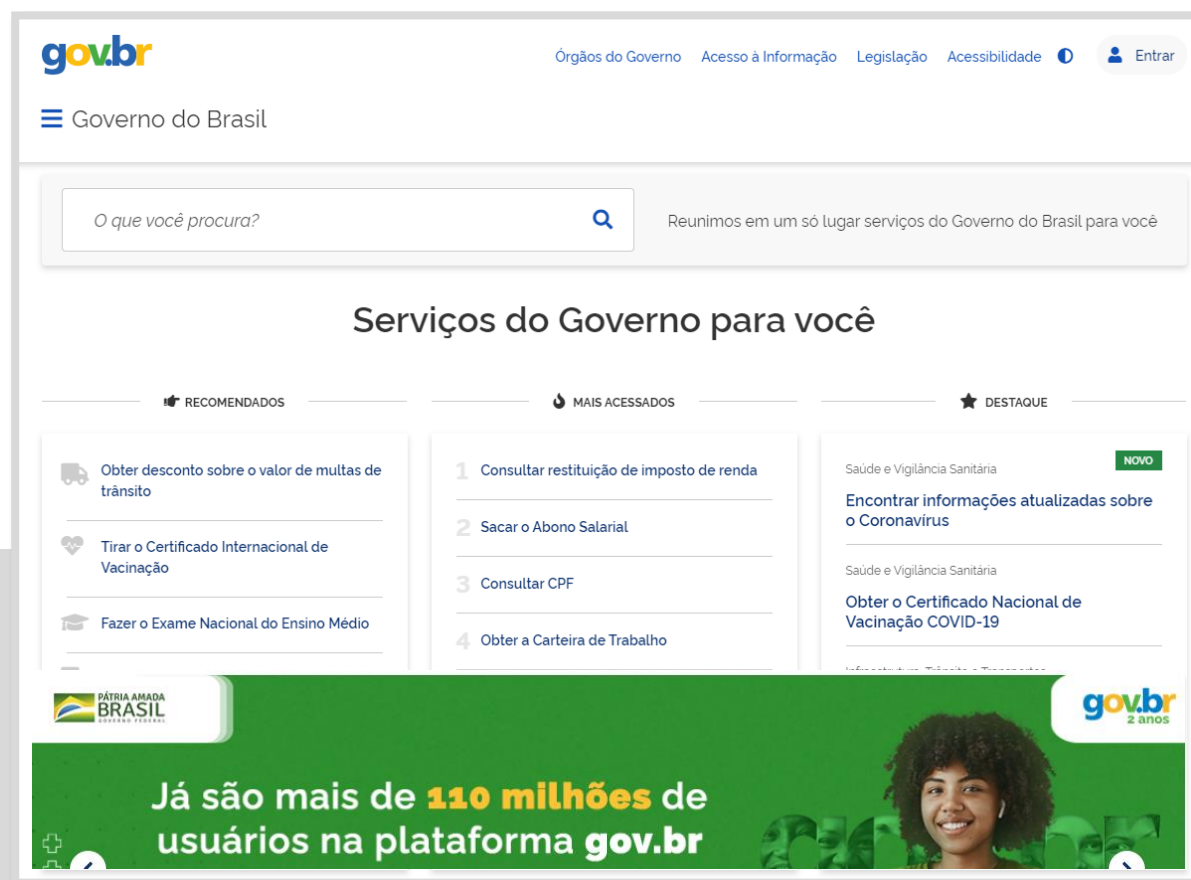 gov.br
Órgãos do Governo Acesso à Informação Legislação Acessibilidade Entrar
Governo do Brasil
O que você procura?
Reunimos em um só lugar serviços do Governo do Brasil para você
Serviços do Governo para você
RECOMENDADOS
Obter desconto sobre o valor de multas de
trânsito
Tirar o Certificado Internacional de
Vacinação
Fazer o Exame Nacional do Ensino Médio
MAIS ACESSADOS
1 Consultar restituição de imposto de renda
2 Sacar o Abono Salarial
3 Consultar CPF
4 Obter a Carteira de Trabalho
DESTAQUE
Saúde e Vigilância Sanitária
NOVO
Encontrar informações atualizadas sobre
o Coronavírus
Saúde e Vigilância Sanitária
Obter o Certificado Nacional de
Vacinação COVID-19
Infraestrutura, Trânsito e Transportes
PÁTRIA AMADA
BRASIL
GOVERNO FEDERAL
gov.br
2 anos
Já são mais de 110 milhões de
usuários na plataforma gov.br